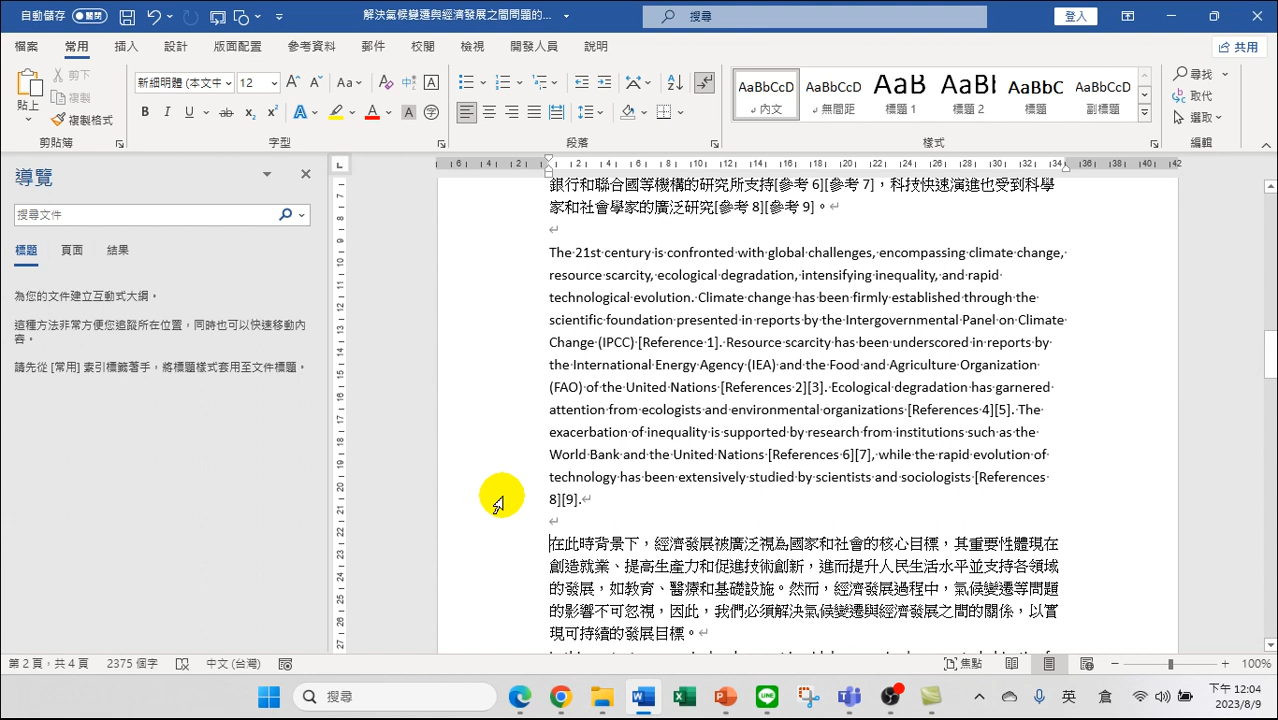 自動儲存 關閉 解決氣候變遷與經濟發展之間問題的... 搜尋 登入
檔案 常用 插入 設計 版面配置 參考資料 郵件 校閱 檢視 開發人員 說明 共用
貼上 剪下 複製 複製格式
新細明體 (本文中 12
AaBbCcD AaBbCcD AaB AaBl AaBbC AaBbCcD
內文 無間距 標題 1 標題 2 標題 副標題
尋找 取代 選取
剪貼簿 字型 段落 樣式 編輯
導覽
搜尋文件
標題 頁面 結果
為您的文件建立互動式大綱。
這種方法非常方便您追蹤所在位置，同時也可以快速移動內
容。
請先從 [常用] 索引標籤著手，將標題樣式套用至文件標題。
6 4 2 2 4 6 8 10 12 14 16 18 20 22 24 26 28 30 32 34 36 38 40 42
銀行和聯合國等機構的研究所支持[參考 6][參考 7]，科技快速演進也受到科學
家和社會學家的廣泛研究[參考 8][參考 9]。
The 21st century is confronted with global challenges, encompassing climate change,
resource scarcity, ecological degradation, intensifying inequality, and rapid
technological evolution. Climate change has been firmly established through the
scientific foundation presented in reports by the Intergovernmental Panel on Climate
Change (IPCC) [Reference 1]. Resource scarcity has been underscored in reports by
the International Energy Agency (IEA) and the Food and Agriculture Organization
(FAO) of the United Nations [References 2][3]. Ecological degradation has garnered
attention from ecologists and environmental organizations [References 4][5]. The
exacerbation of inequality is supported by research from institutions such as the
World Bank and the United Nations [References 6][7], while the rapid evolution of
technology has been extensively studied by scientists and sociologists [References
8][9].
在此時背景下，經濟發展被廣泛視為國家和社會的核心目標，其重要性體現在
創造就業、提高生產力和促進技術創新，進而提升人民生活水平並支持各領域
的發展，如教育、醫療和基礎設施。然而，經濟發展過程中，氣候變遷等問題
的影響不可忽視，因此，我們必須解決氣候變遷與經濟發展之間的關係，以實
現可持續的發展目標。
第 2 頁，共 4 頁 2375 個字 中文 (台灣) 焦點 100%
搜尋 英 下午 12:04
2023/8/9